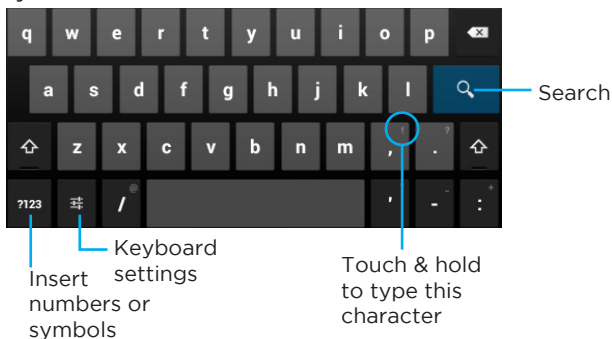 q w e r t y u i o p
a s d f g h j k l
Search
! ?
z x c v b n m , .
@ _ +
?123 / ' - :
Keyboard
settings
Insert
numbers or
symbols
Touch & hold
to type this
character